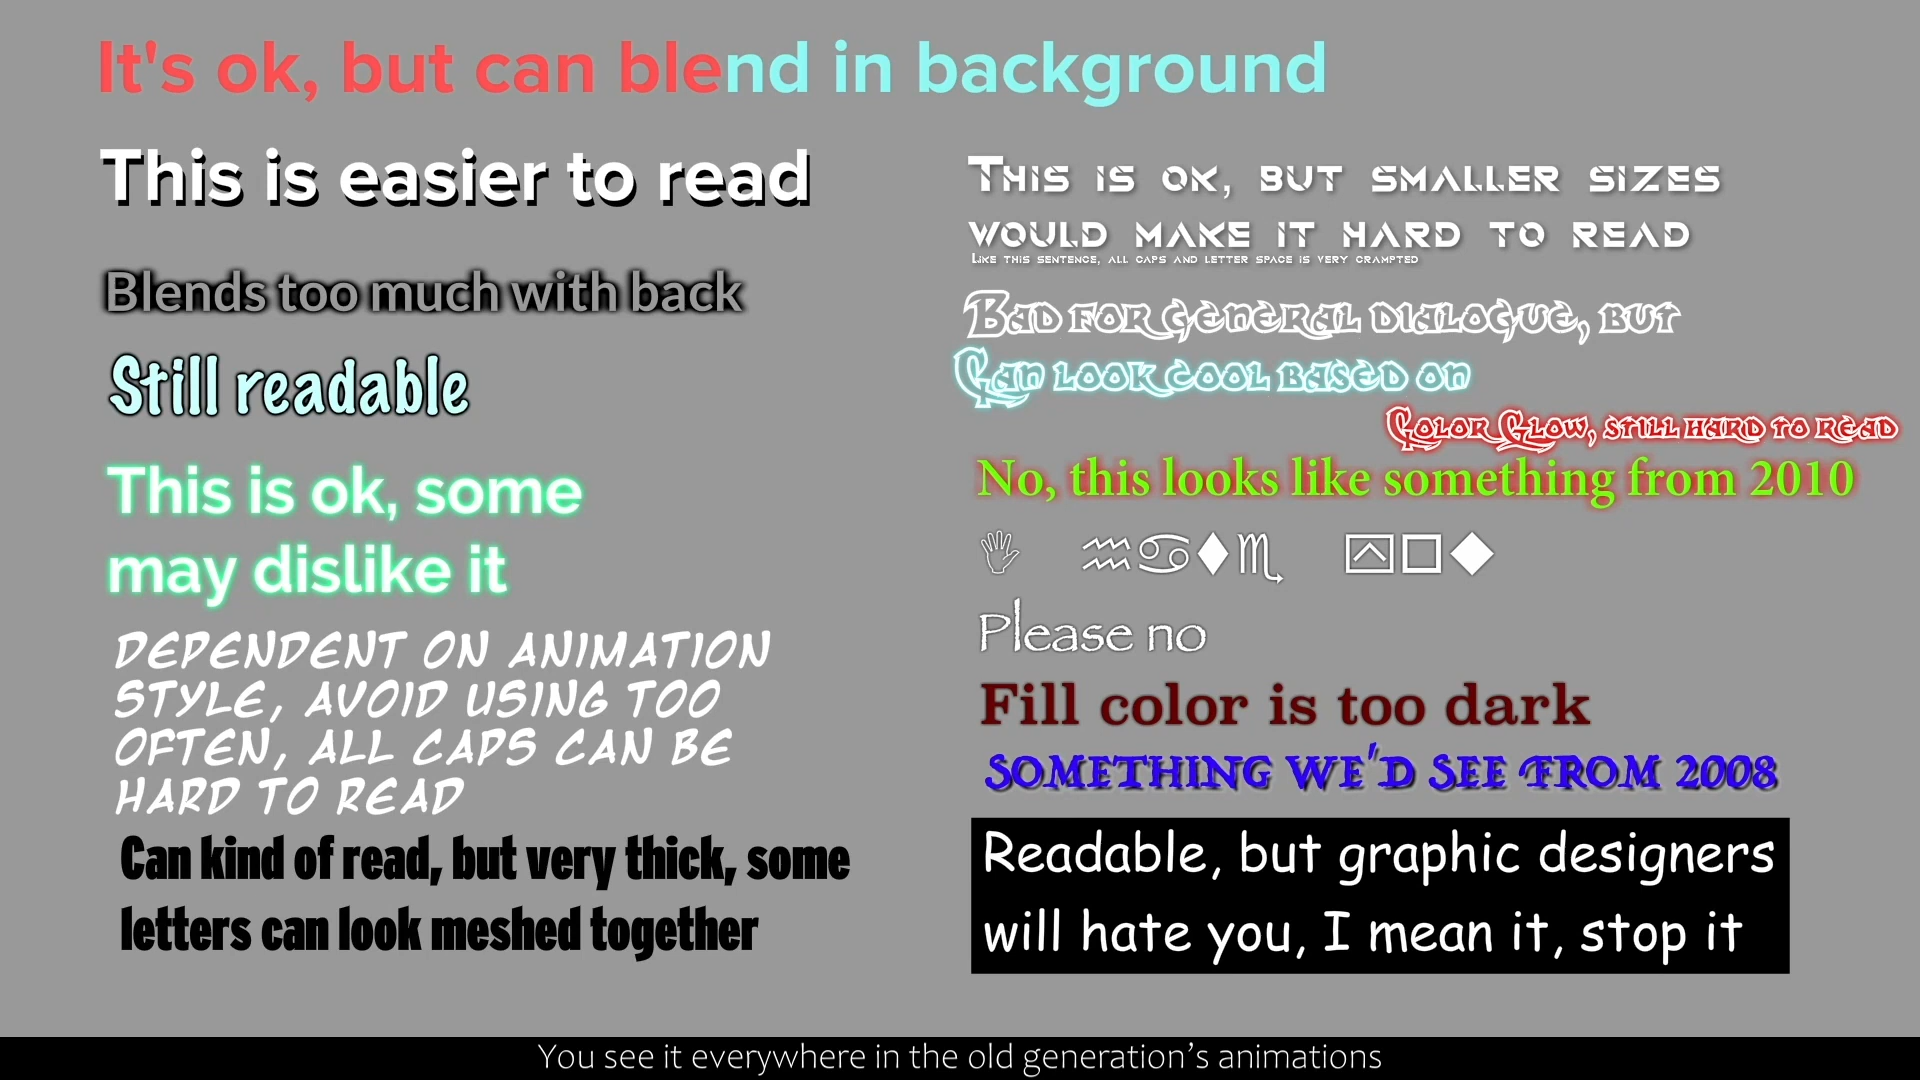 It's ok, but can blend in background
This is easier to read
Blends too much with back
Still readable
This is ok, some
may dislike it
DEPENDENT ON ANIMATION
STYLE, AVOID USING TOO
OFTEN, ALL CAPS CAN BE
HARD TO READ
Can kind of read, but very thick, some
letters can look meshed together
This is ok, but smaller sizes
would make it hard to read
Like this sentence, all caps and letter space is very crampted
Bad for general dialogue, but
Can look cool based on
Color Glow, still hard to read
No, this looks like something from 2010
🖐 ♒♋⧫♏ ⍓□◆
Please no
Fill color is too dark
Something we'd See From 2008
Readable, but graphic designers
will hate you, I mean it, stop it
You see it everywhere in the old generation’s animations